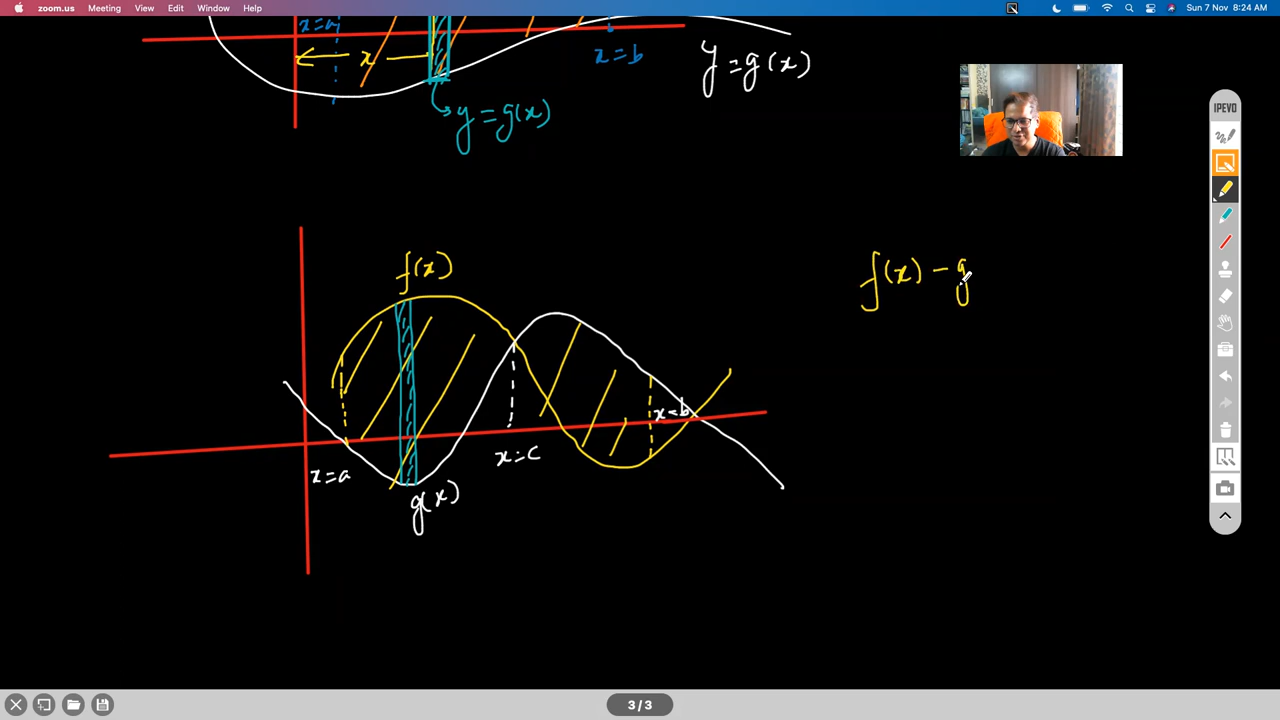 zoom.us Meeting View Edit Window Help Sun 7 Nov 8:24 AM
x=a
x
x=b
y=g(x)
y=g(x)
IPEVO
f(x)
f(x) – g
x=b
x=c
x=a
g(x)
3/3